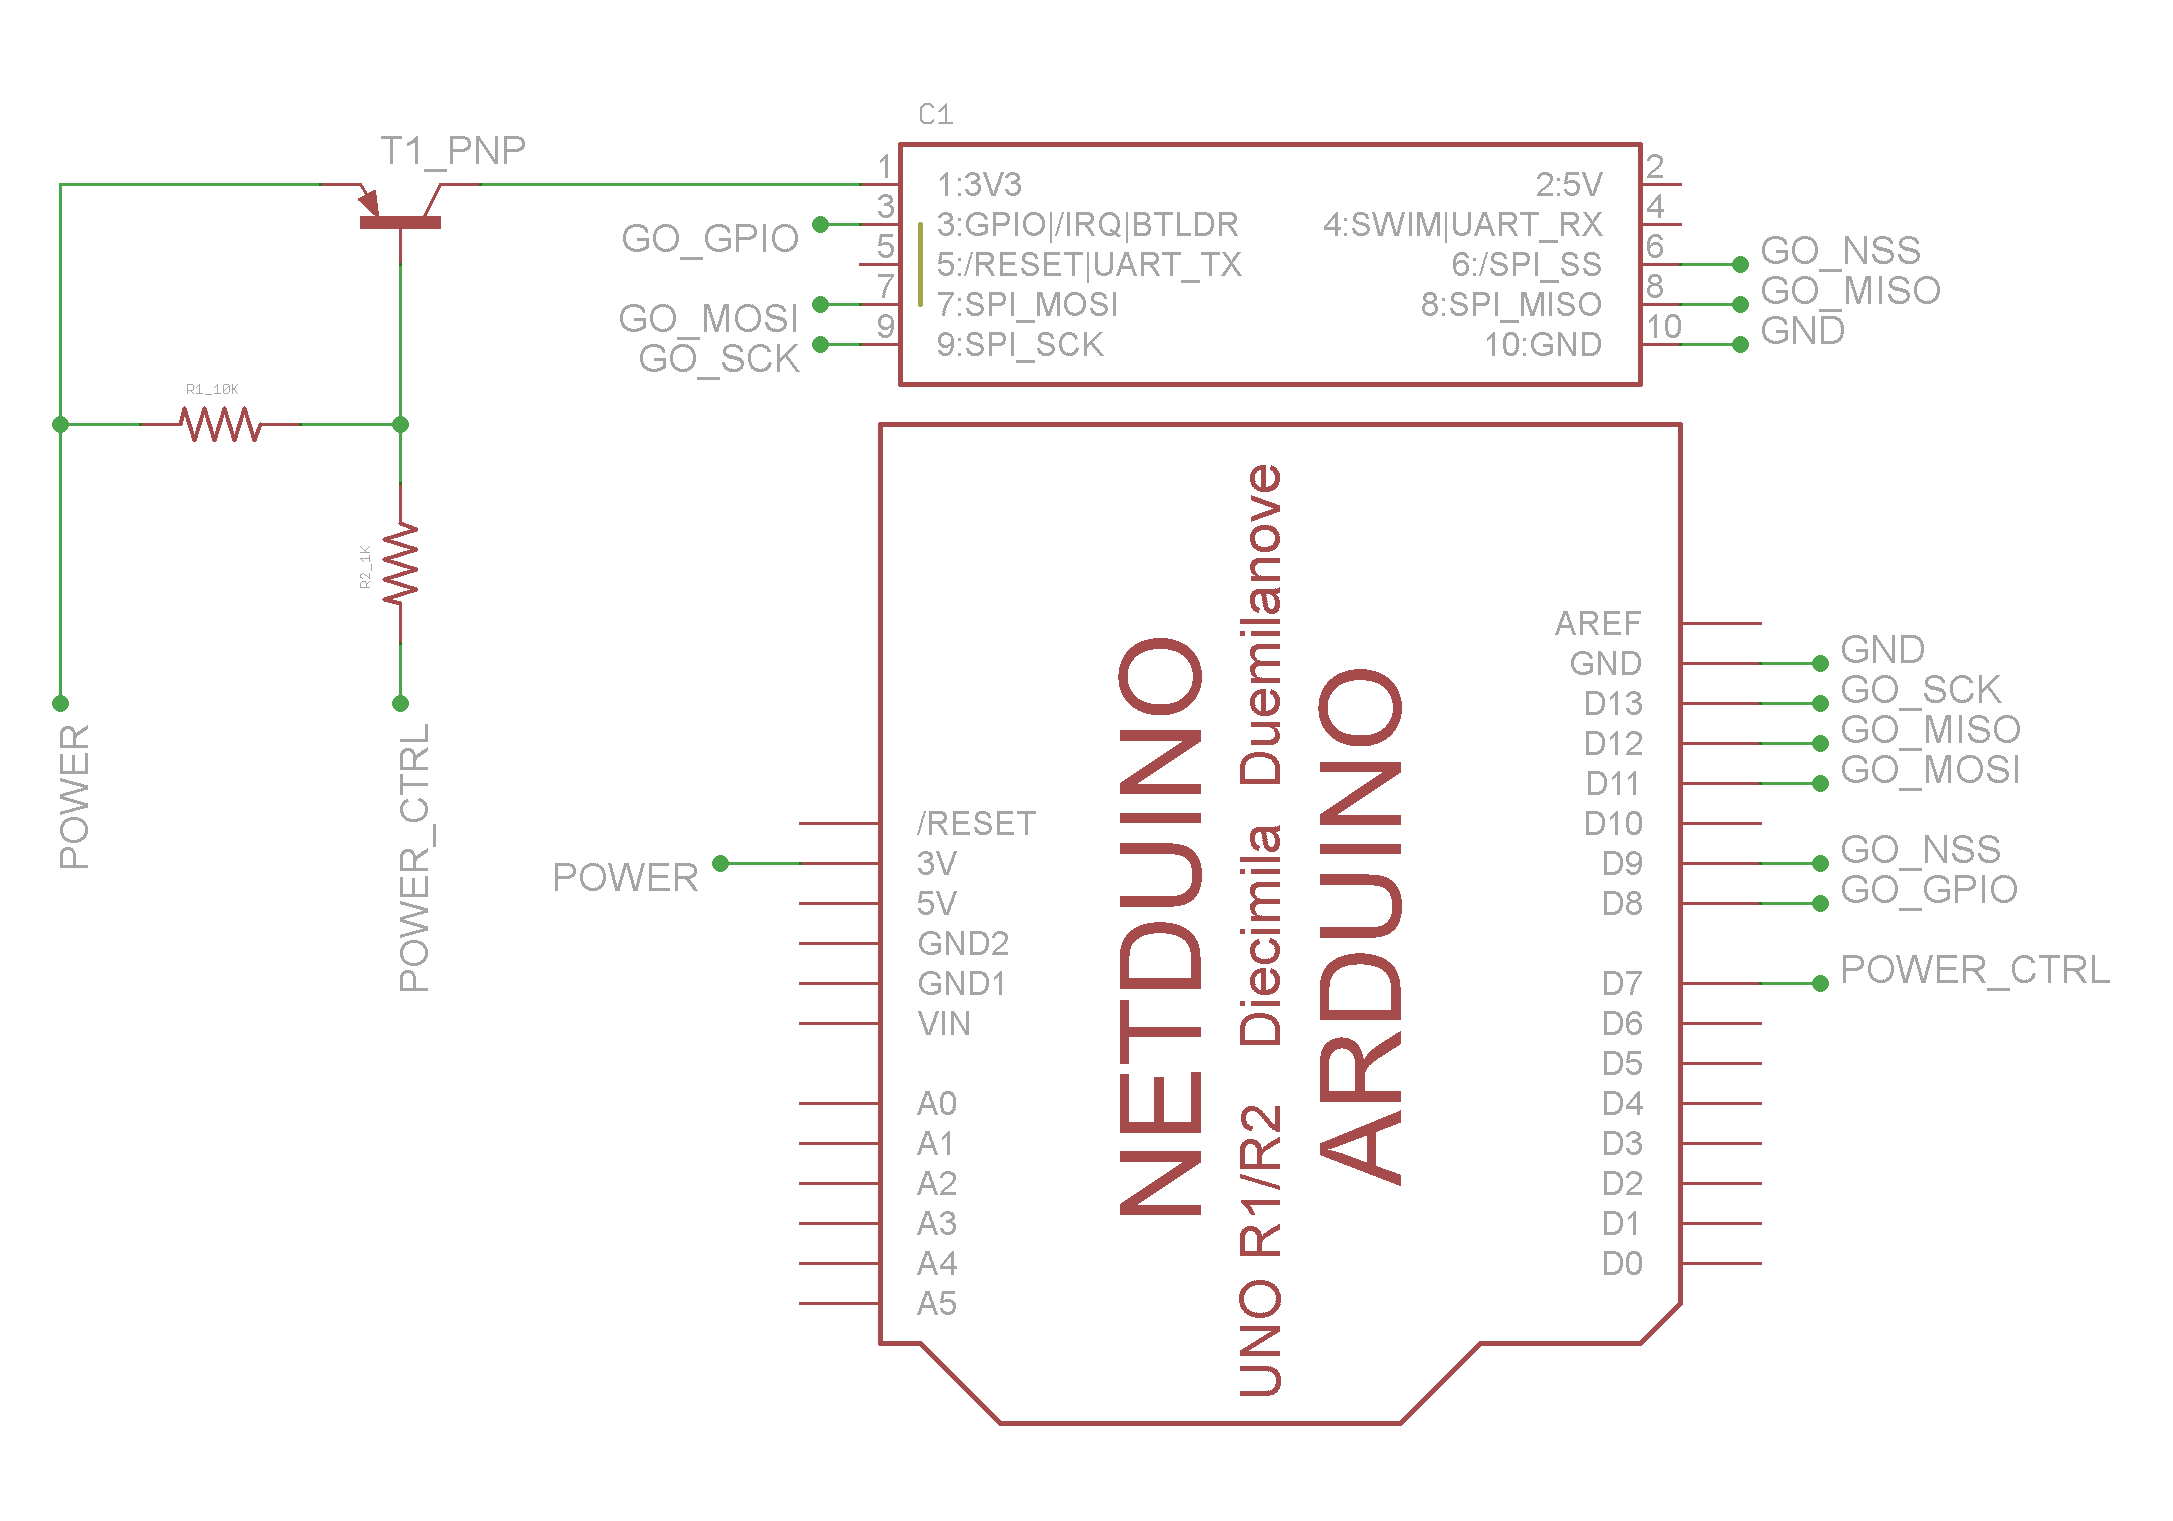 C1
T1_PNP
1
1:3V3
2:5V
2
GO_GPIO
3
3:GPIO|/IRQ|BTLDR
4:SWIM|UART_RX
4
5
5:/RESET|UART_TX
6:/SPI_SS
6
GO_NSS
GO_MOSI
7
7:SPI_MOSI
8:SPI_MISO
8
GO_MISO
GO_SCK
9
9:SPI_SCK
10:GND
10
GND
R1_10K
R2_1K
POWER
POWER_CTRL
POWER
/RESET
3V
5V
GND2
GND1
VIN
A0
A1
A2
A3
A4
A5
NETDUINO
UNO R1/R2 Diecimila Duemilanove
ARDUINO
AREF
GND
GND
D13
GO_SCK
D12
GO_MISO
D11
GO_MOSI
D10
D9
GO_NSS
D8
GO_GPIO
D7
POWER_CTRL
D6
D5
D4
D3
D2
D1
D0